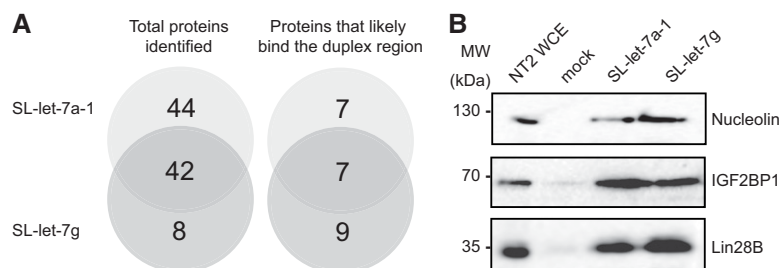 A
Total proteins
identified
Proteins that likely
bind the duplex region
SL-let-7a-1
44
7
42
7
SL-let-7g
8
9
B
MW
(kDa)
NT2 WCE
mock
SL-let-7a-1
SL-let-7g
130
Nucleolin
70
IGF2BP1
35
Lin28B